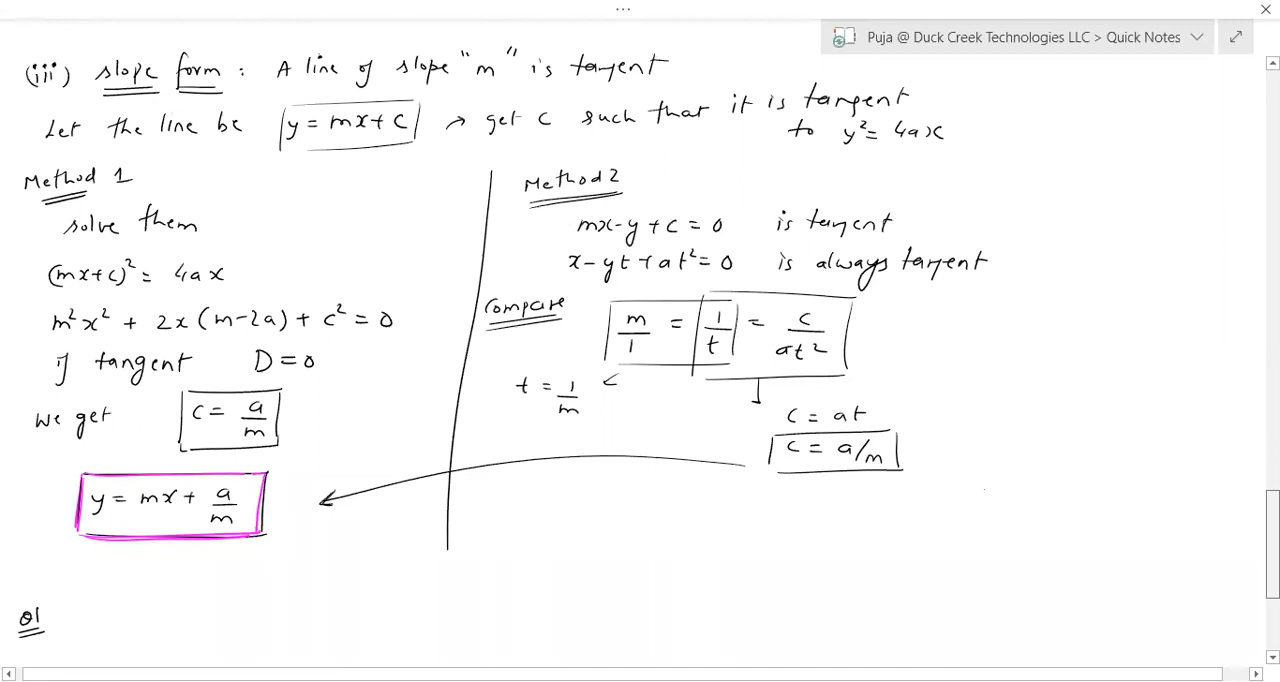 ...
Puja @ Duck Creek Technologies LLC > Quick Notes
(iii) slope form : A line of slope "m" is tangent
Let the line be y = mx + c → get c such that it is tangent
to y² = 4ax
Method 1
solve them
(mx+c)² = 4ax
m²x² + 2x(m-2a) + c² = 0
if tangent D = 0
We get c = a/m
y = mx + a/m
Method 2
mx - y + c = 0 is tangent
x - yt + at² = 0 is always tangent
Compare m/1 = 1/t = c/at²
t = 1/m ←
c = at
c = a/m
Q1